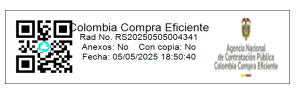 Colombia Compra Eficiente
Rad No. RS20250505004341
Anexos: No Con copia: No
Fecha: 05/05/2025 18:50:40
Agencia Nacional
de Contratación Pública
Colombia Compra Eficiente